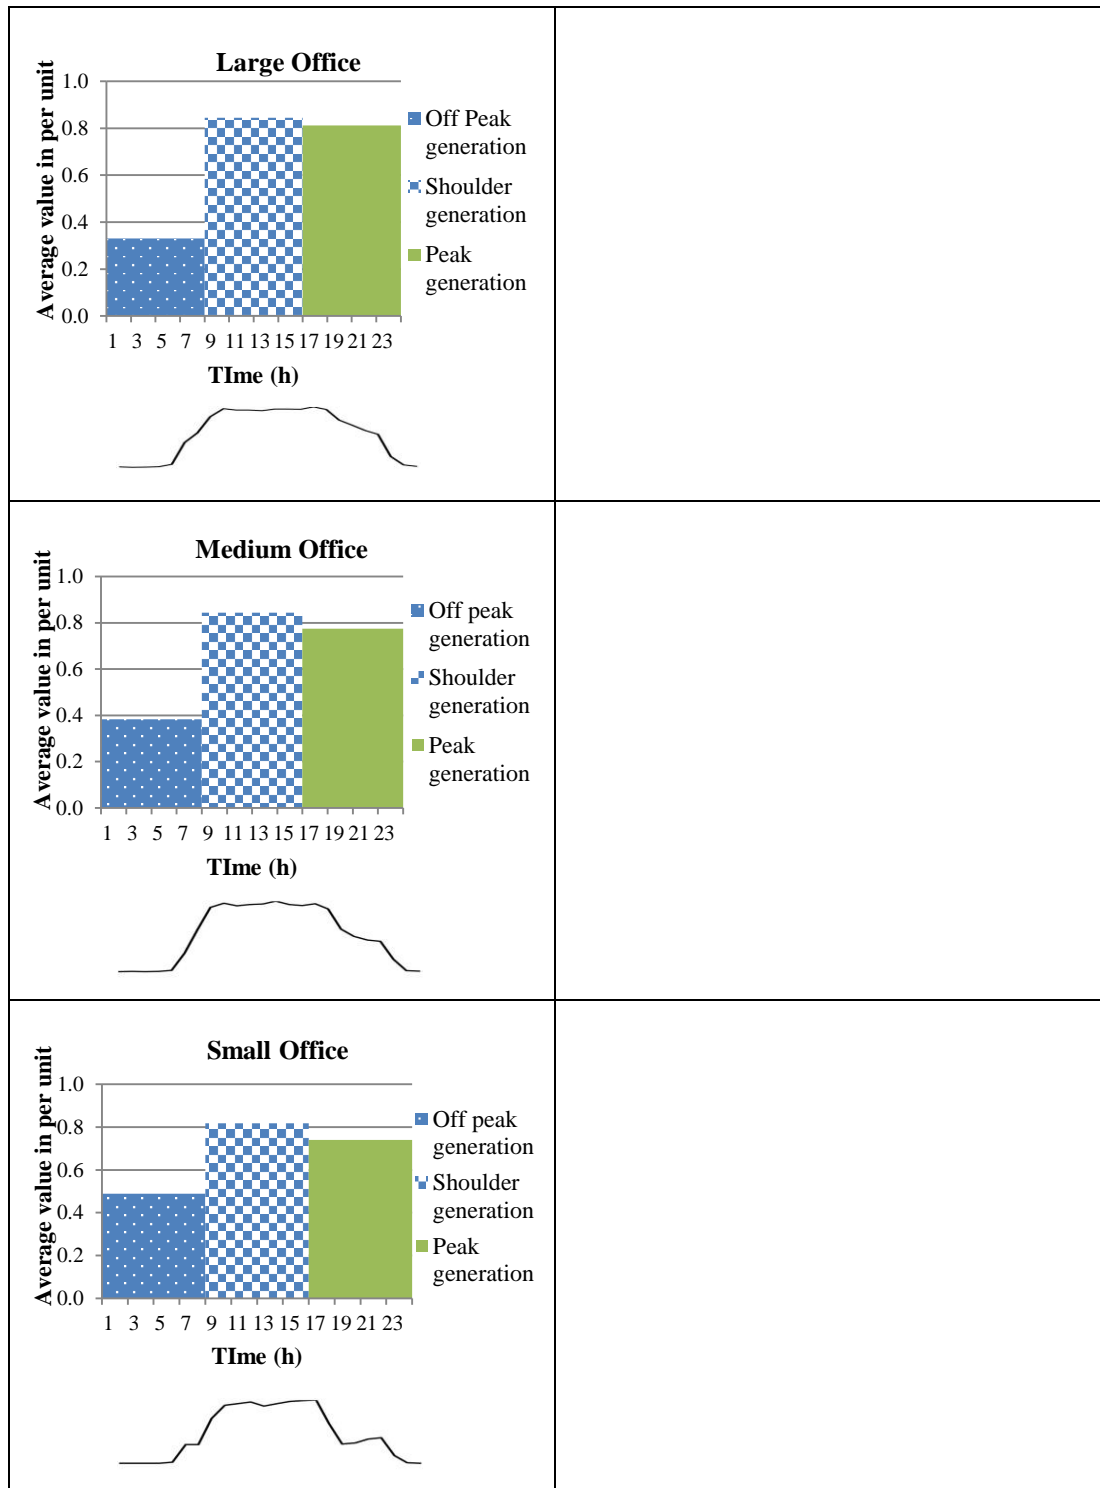 Large Office
Average value in per unit
1.0
0.8
0.6
0.4
0.2
0.0
1 3 5 7 9 11 13 15 17 19 21 23
TIme (h)
Off Peak
generation
Shoulder
generation
Peak
generation
Medium Office
Average value in per unit
1.0
0.8
0.6
0.4
0.2
0.0
1 3 5 7 9 11 13 15 17 19 21 23
TIme (h)
Off peak
generation
Shoulder
generation
Peak
generation
Small Office
Average value in per unit
1.0
0.8
0.6
0.4
0.2
0.0
1 3 5 7 9 11 13 15 17 19 21 23
TIme (h)
Off peak
generation
Shoulder
generation
Peak
generation